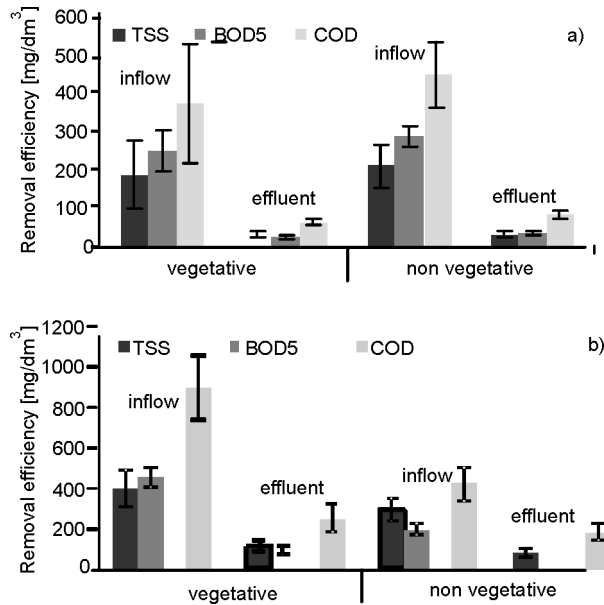 600
TSS BOD5 COD
a)
500
inflow
inflow
400
300
effluent
effluent
200
100
0
Removal efficiency [mg/dm3]
vegetative
non vegetative
1200
TSS BOD5 COD
b)
1000
inflow
800
600
inflow
effluent
effluent
400
200
0
Removal efficiency [mg/dm3]
vegetative
non vegetative